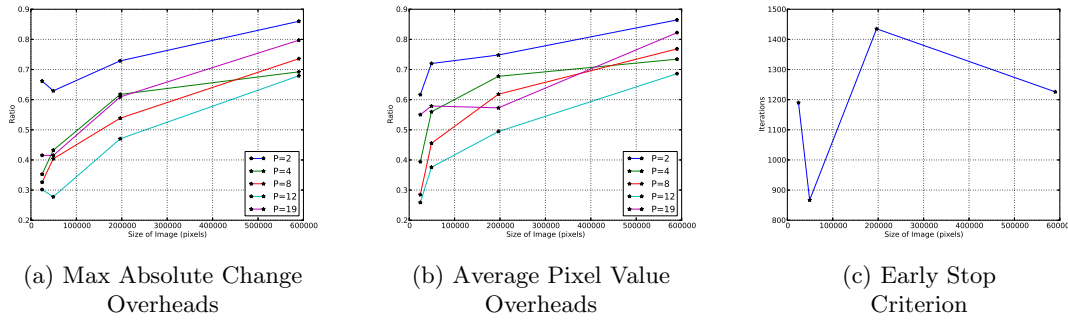 0.9
0.8
0.7
0.6
0.5
0.4
0.3
0.2
Ratio
0 100000 200000 300000 400000 500000 600000
Size of Image (pixels)
P=2
P=4
P=8
P=12
P=19
(a) Max Absolute Change
Overheads
0.9
0.8
0.7
0.6
0.5
0.4
0.3
0.2
Ratio
0 100000 200000 300000 400000 500000 600000
Size of Image (pixels)
P=2
P=4
P=8
P=12
P=19
(b) Average Pixel Value
Overheads
1500
1400
1300
1200
1100
1000
900
800
Iterations
0 100000 200000 300000 400000 500000 600000
Size of Image (pixels)
(c) Early Stop
Criterion